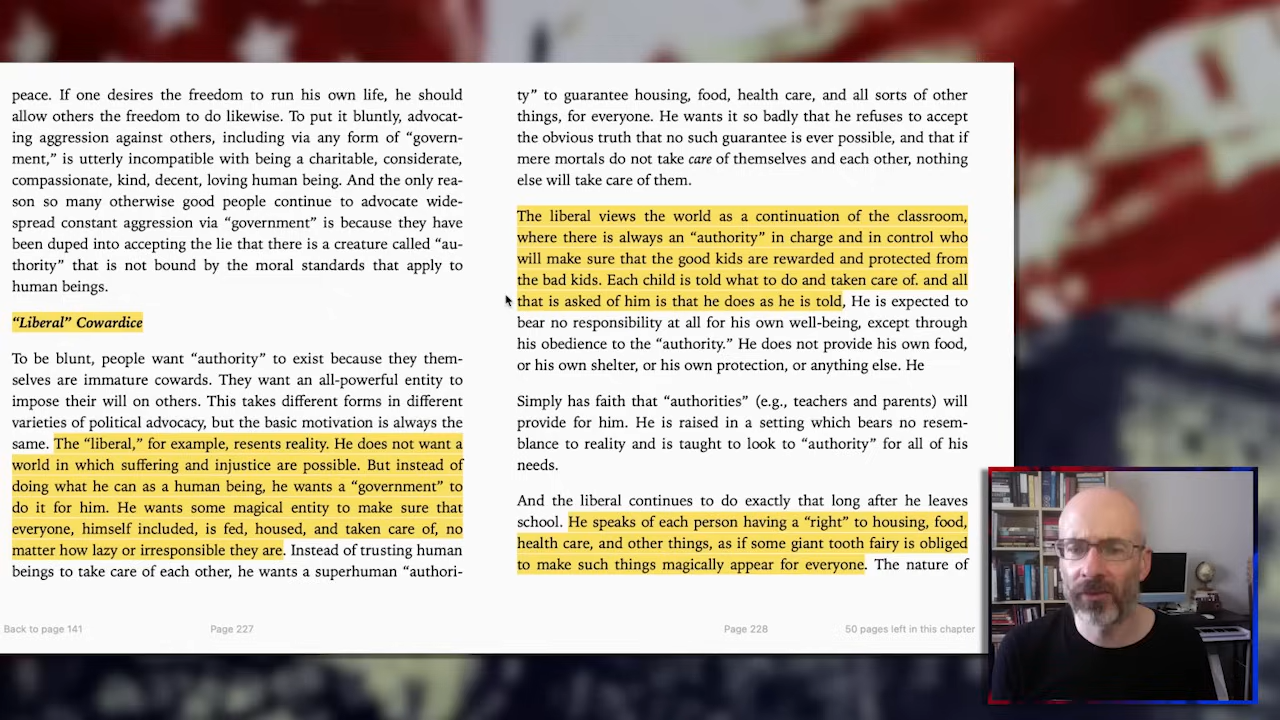 peace. If one desires the freedom to run his own life, he should
allow others the freedom to do likewise. To put it bluntly, advocat-
ing aggression against others, including via any form of “govern-
ment,” is utterly incompatible with being a charitable, considerate,
compassionate, kind, decent, loving human being. And the only rea-
son so many otherwise good people continue to advocate wide-
spread constant aggression via “government” is because they have
been duped into accepting the lie that there is a creature called “au-
thority” that is not bound by the moral standards that apply to
human beings.
“Liberal” Cowardice
To be blunt, people want “authority” to exist because they them-
selves are immature cowards. They want an all-powerful entity to
impose their will on others. This takes different forms in different
varieties of political advocacy, but the basic motivation is always the
same. The “liberal,” for example, resents reality. He does not want a
world in which suffering and injustice are possible. But instead of
doing what he can as a human being, he wants a “government” to
do it for him. He wants some magical entity to make sure that
everyone, himself included, is fed, housed, and taken care of, no
matter how lazy or irresponsible they are. Instead of trusting human
beings to take care of each other, he wants a superhuman “authori-
Back to page 141
Page 227
ty” to guarantee housing, food, health care, and all sorts of other
things, for everyone. He wants it so badly that he refuses to accept
the obvious truth that no such guarantee is ever possible, and that if
mere mortals do not take care of themselves and each other, nothing
else will take care of them.
The liberal views the world as a continuation of the classroom,
where there is always an “authority” in charge and in control who
will make sure that the good kids are rewarded and protected from
the bad kids. Each child is told what to do and taken care of. and all
that is asked of him is that he does as he is told, He is expected to
bear no responsibility at all for his own well-being, except through
his obedience to the “authority.” He does not provide his own food,
or his own shelter, or his own protection, or anything else. He
Simply has faith that “authorities” (e.g., teachers and parents) will
provide for him. He is raised in a setting which bears no resem-
blance to reality and is taught to look to “authority” for all of his
needs.
And the liberal continues to do exactly that long after he leaves
school. He speaks of each person having a “right” to housing, food,
health care, and other things, as if some giant tooth fairy is obliged
to make such things magically appear for everyone. The nature of
Page 228
50 pages left in this chapter